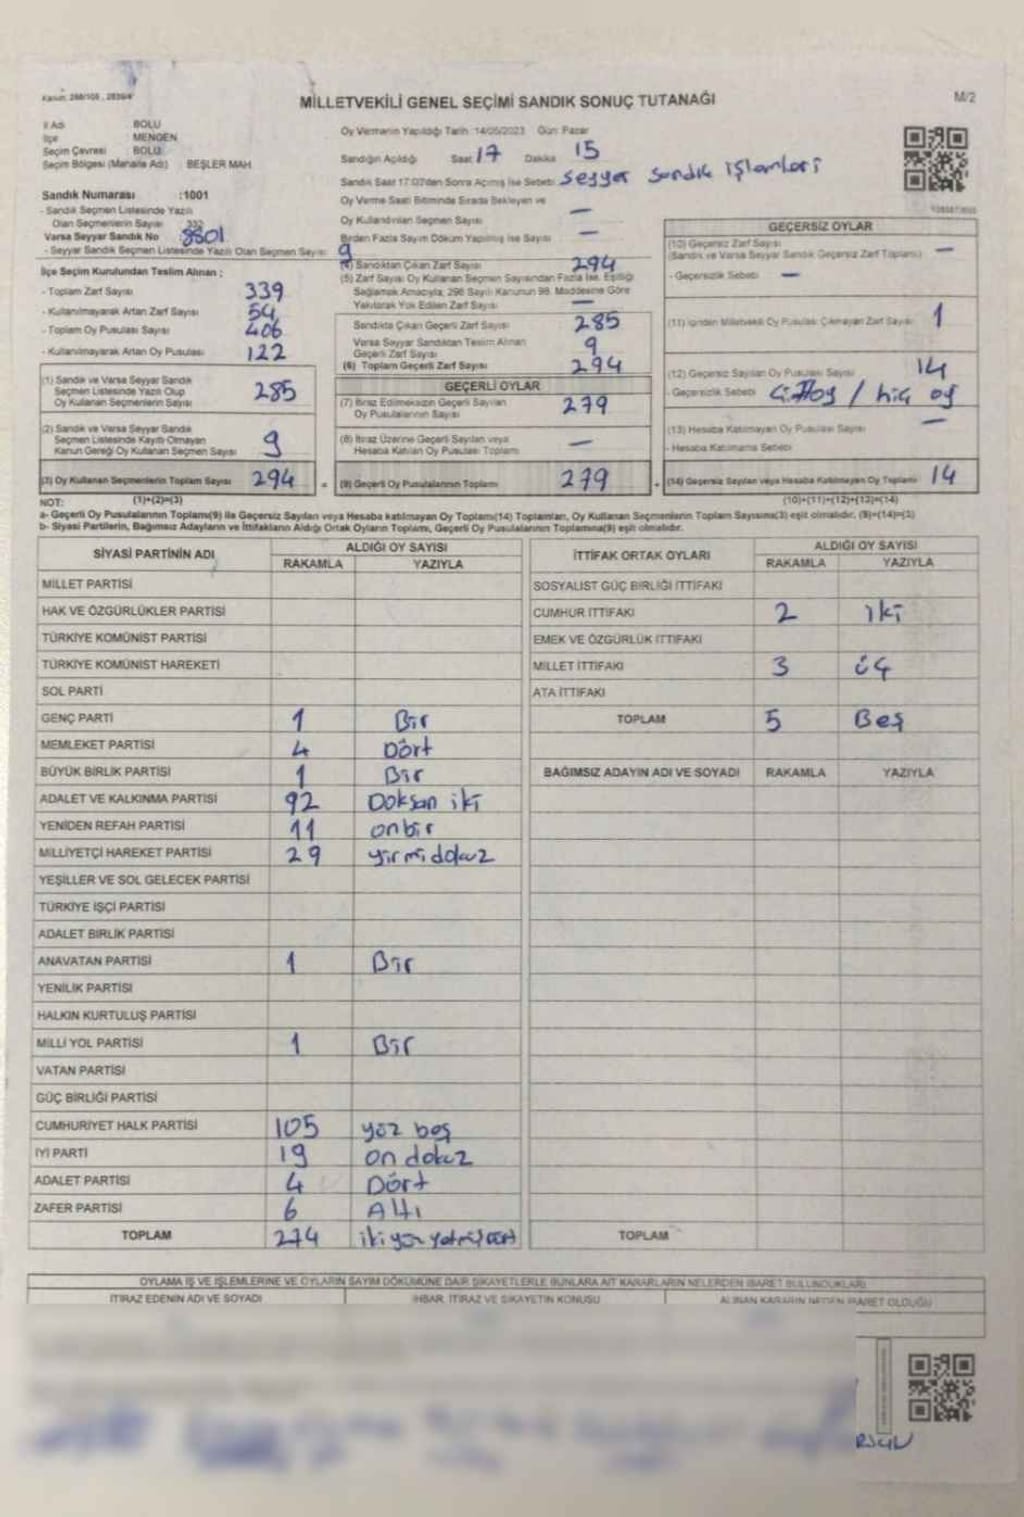 Kanun: 298/105 , 2839/4
MİLLETVEKİLİ GENEL SEÇİMİ SANDIK SONUÇ TUTANAĞI
M/2
İl Adı BOLU
İlçe MENGEN
Seçim Çevresi BOLU
Seçim Bölgesi (Mahalle Adı) BEŞLER MAH.
Sandık Numarası :1001
- Sandık Seçmen Listesinde Yazılı
Olan Seçmenlerin Sayısı 332
Varsa Seyyar Sandık No 8501
- Seyyar Sandık Seçmen Listesinde Yazılı Olan Seçmen Sayısı 9
İlçe Seçim Kurulundan Teslim Alınan ;
- Toplam Zarf Sayısı 339
- Kullanılmayarak Artan Zarf Sayısı 54
- Toplam Oy Pusulası Sayısı 406
- Kullanılmayarak Artan Oy Pusulası 122
(1) Sandık ve Varsa Seyyar Sandık
Seçmen Listesinde Yazılı Olup
Oy Kullanan Seçmenlerin Sayısı 285
(2) Sandık ve Varsa Seyyar Sandık
Seçmen Listesinde Kayıtlı Olmayan
Kanun Gereği Oy Kullanan Seçmen Sayısı 9
(3) Oy Kullanan Seçmenlerin Toplam Sayısı 294 =
Oy Vermenin Yapıldığı Tarih :14/05/2023 Gün: Pazar
Sandığın Açıldığı Saat 17 Dakika 15
Sandık Saat 17:00'den Sonra Açılmış İse Sebebi: Seyyar Sandık işlemleri
Oy Verme Saati Bitiminde Sırada Bekleyen ve
Oy Kullandırılan Seçmen Sayısı —
Birden Fazla Sayım Döküm Yapılmış İse Sayısı —
(4) Sandıktan Çıkan Zarf Sayısı 294
(5) Zarf Sayısı Oy Kullanan Seçmen Sayısından Fazla İse, Eşitliği
Sağlamak Amacıyla, 298 Sayılı Kanunun 98. Maddesine Göre
Yakılarak Yok Edilen Zarf Sayısı —
Sandıkta Çıkan Geçerli Zarf Sayısı 285
Varsa Seyyar Sandıktan Teslim Alınan
Geçerli Zarf Sayısı 9
(6) Toplam Geçerli Zarf Sayısı 294
GEÇERLİ OYLAR
(7) İtiraz Edilmeksizin Geçerli Sayılan
Oy Pusulalarının Sayısı 279
(8) İtiraz Üzerine Geçerli Sayılan veya
Hesaba Katılan Oy Pusulası Toplamı —
(9) Geçerli Oy Pusulalarının Toplamı 279 +
GEÇERSİZ OYLAR
(10) Geçersiz Zarf Sayısı
(Sandık ve Varsa Seyyar Sandık Geçersiz Zarf Toplamı) —
- Geçersizlik Sebebi —
(11) İçinden Milletvekili Oy Pusulası Çıkmayan Zarf Sayısı 1
(12) Geçersiz Sayılan Oy Pusulası Sayısı 14
- Geçersizlik Sebebi Çift oy / hiç oy
(13) Hesaba Katılmayan Oy Pusulası Sayısı —
- Hesaba Katılmama Sebebi
(14) Geçersiz Sayılan veya Hesaba Katılmayan Oy Toplamı 14
NOT: (1)+(2)=(3) (10)+(11)+(12)+(13)=(14)
a- Geçerli Oy Pusulalarının Toplamı(9) ile Geçersiz Sayılan veya Hesaba katılmayan Oy Toplamı(14) Toplamları, Oy Kullanan Seçmenlerin Toplam Sayısına(3) eşit olmalıdır. (9)+(14)=(3)
b- Siyasi Partilerin, Bağımsız Adayların ve İttifakların Aldığı Ortak Oyların Toplamı, Geçerli Oy Pusulalarının Toplamına(9) eşit olmalıdır.
SİYASİ PARTİNİN ADI ALDIĞI OY SAYISI
RAKAMLA YAZIYLA
MİLLET PARTİSİ
HAK VE ÖZGÜRLÜKLER PARTİSİ
TÜRKİYE KOMÜNİST PARTİSİ
TÜRKİYE KOMÜNİST HAREKETİ
SOL PARTİ
GENÇ PARTİ 1 Bir
MEMLEKET PARTİSİ 4 Dört
BÜYÜK BİRLİK PARTİSİ 1 Bir
ADALET VE KALKINMA PARTİSİ 92 Doksan iki
YENİDEN REFAH PARTİSİ 11 onbir
MİLLİYETÇİ HAREKET PARTİSİ 29 yirmi dokuz
YEŞİLLER VE SOL GELECEK PARTİSİ
TÜRKİYE İŞÇİ PARTİSİ
ADALET BİRLİK PARTİSİ
ANAVATAN PARTİSİ 1 Bir
YENİLİK PARTİSİ
HALKIN KURTULUŞ PARTİSİ
MİLLİ YOL PARTİSİ 1 Bir
VATAN PARTİSİ
GÜÇ BİRLİĞİ PARTİSİ
CUMHURİYET HALK PARTİSİ 105 yüz beş
İYİ PARTİ 19 on dokuz
ADALET PARTİSİ 4 Dört
ZAFER PARTİSİ 6 Altı
TOPLAM 274 iki yüz yetmiş dört
İTTİFAK ORTAK OYLARI ALDIĞI OY SAYISI
RAKAMLA YAZIYLA
SOSYALİST GÜÇ BİRLİĞİ İTTİFAKI
CUMHUR İTTİFAKI 2 iki
EMEK VE ÖZGÜRLÜK İTTİFAKI
MİLLET İTTİFAKI 3 üç
ATA İTTİFAKI
TOPLAM 5 Beş
BAĞIMSIZ ADAYIN ADI VE SOYADI RAKAMLA YAZIYLA
TOPLAM
OYLAMA İŞ VE İŞLEMLERİNE VE OYLARIN SAYIM DÖKÜMÜNE DAİR ŞİKAYETLERLE BUNLARA AİT KARARLARIN NELERDEN İBARET BULUNDUKLARI
İTİRAZ EDENİN ADI VE SOYADI İHBAR, İTİRAZ VE ŞİKAYETİN KONUSU ALINAN KARARIN NEDEN İBARET OLDUĞU